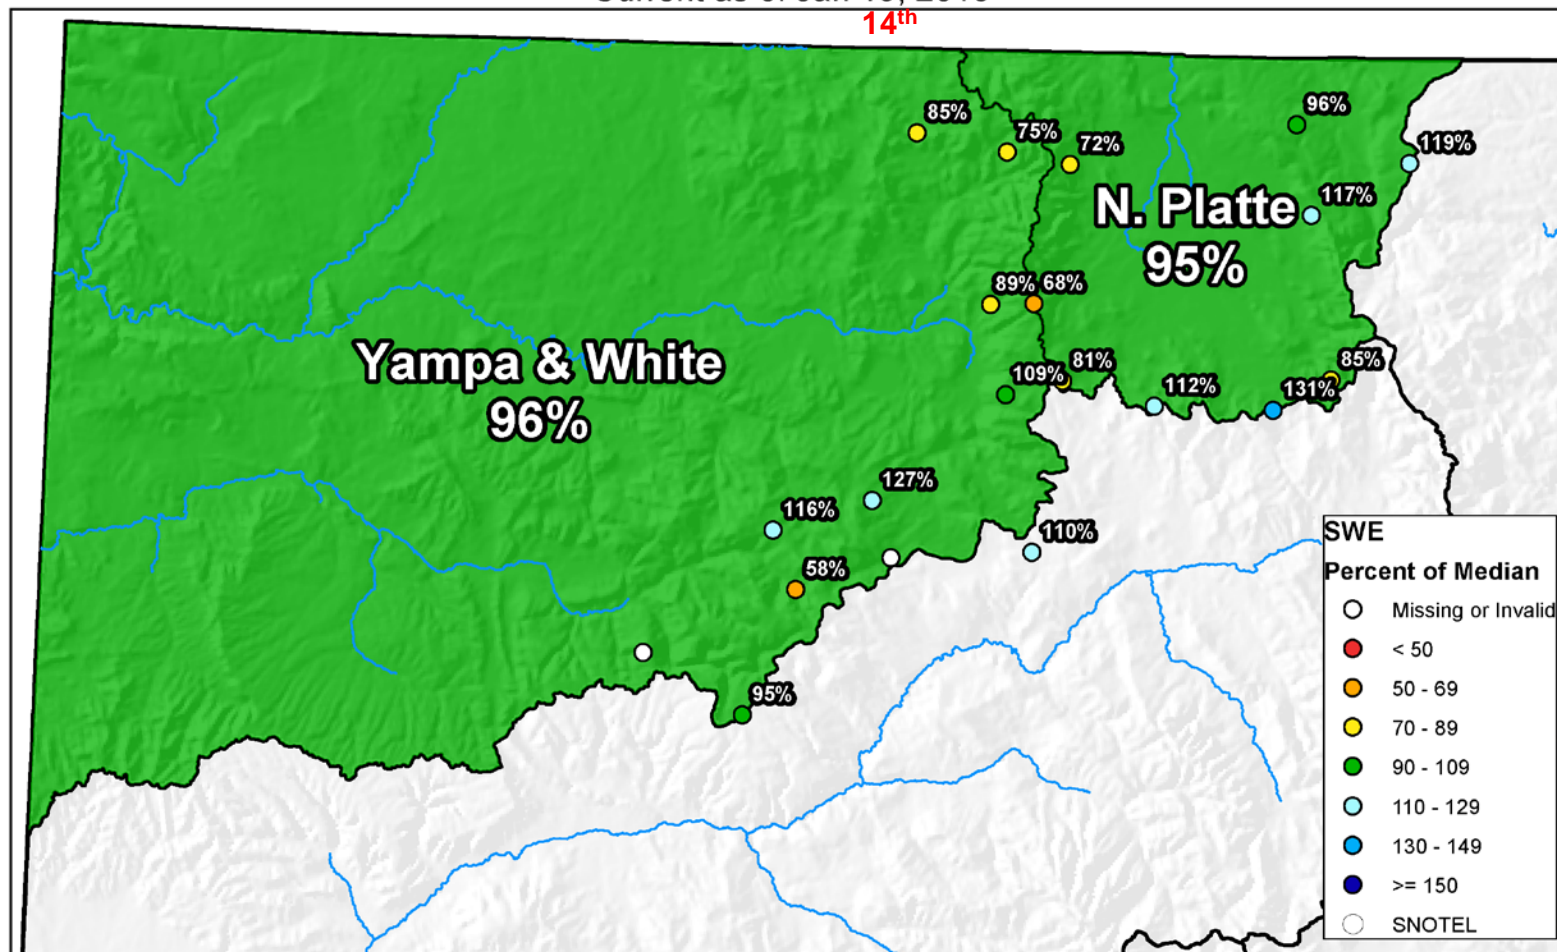 14th
85%
75%
72%
96%
119%
117%
N. Platte
95%
89%
68%
Yampa & White
96%
109%
81%
112%
131%
85%
127%
116%
110%
58%
95%
SWE
Percent of Median
Missing or Invalid
< 50
50 - 69
70 - 89
90 - 109
110 - 129
130 - 149
>= 150
SNOTEL